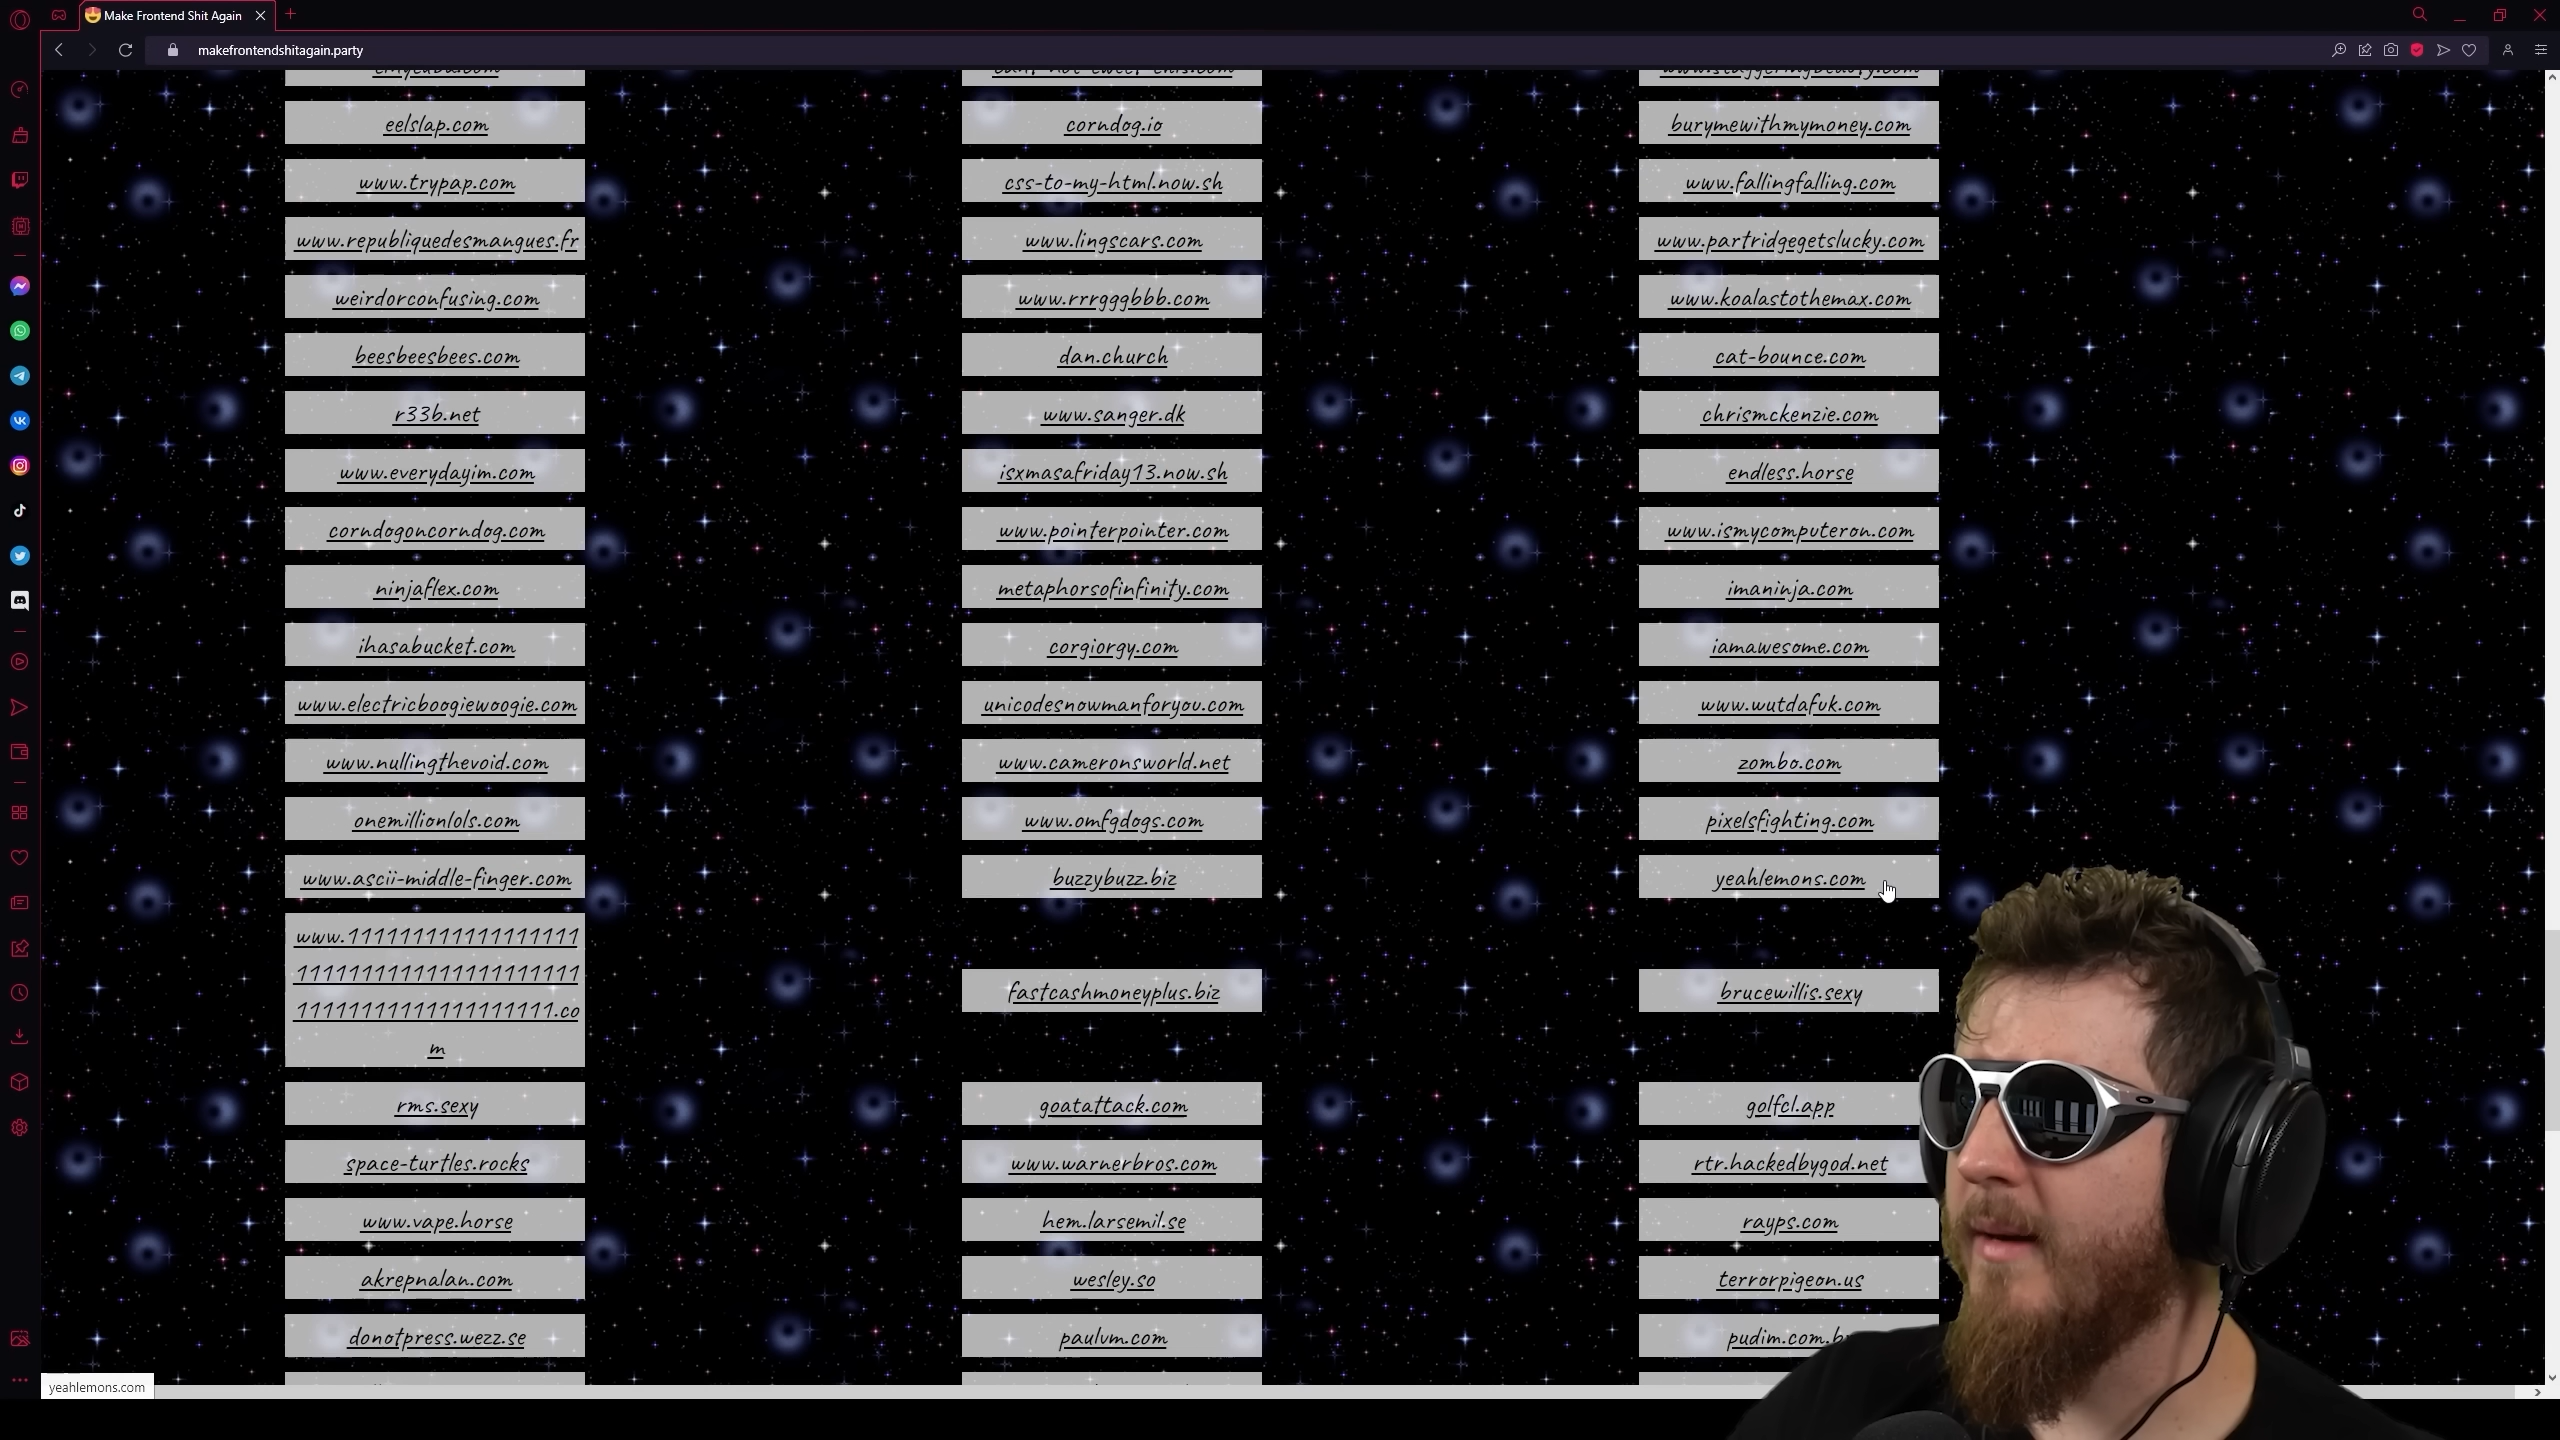 Make Frontend Shit Again
makefrontendshitagain.party
eelslap.com
corndog.io
burymewithmymoney.com
www.trypap.com
css-to-my-html.now.sh
www.fallingfalling.com
www.republiquedesmangues.fr
www.lingscars.com
www.partridgegetslucky.com
weirdorconfusing.com
www.rrrgggbbb.com
www.koalastothemax.com
beesbeesbees.com
dan.church
cat-bounce.com
r33b.net
www.sanger.dk
chrismckenzie.com
www.everydayim.com
isxmasafriday13.now.sh
endless.horse
corndogoncorndog.com
www.pointerpointer.com
www.ismycomputeron.com
ninjaflex.com
metaphorsofinfinity.com
imaninja.com
ihasabucket.com
corgiorgy.com
iamawesome.com
www.electricboogiewoogie.com
unicodesnowmanforyou.com
www.wutdafuk.com
www.nullingthevoid.com
www.cameronsworld.net
zombo.com
onemillionlols.com
www.omfgdogs.com
pixelsfighting.com
www.ascii-middle-finger.com
buzzybuzz.biz
yeahlemons.com
www.111111111111111111
1111111111111111111111
11111111111111111111.co
m
fastcashmoneyplus.biz
brucewillis.sexy
rms.sexy
goatattack.com
golfcl.app
space-turtles.rocks
www.warnerbros.com
rtr.hackedbygod.net
www.vape.horse
hem.larsemil.se
rayps.com
akrepnalan.com
wesley.so
terrorpigeon.us
donotpress.wezz.se
paulvm.com
pudim.com.b
yeahlemons.com